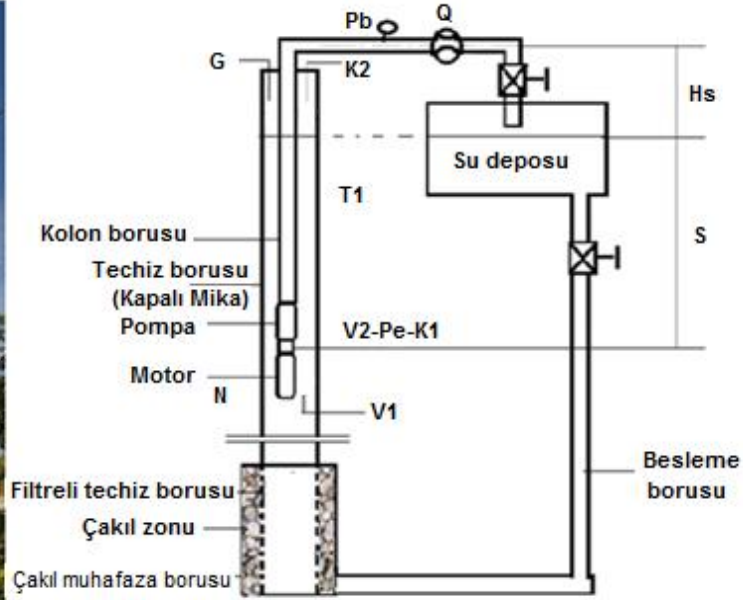 Pb
Q
G
K2
Hs
Su deposu
T1
S
Kolon borusu
Techiz borusu
(Kapalı Mika)
Pompa
V2-Pe-K1
Motor
N
V1
Besleme
borusu
Filtreli techiz borusu
Çakıl zonu
Çakıl muhafaza borusu